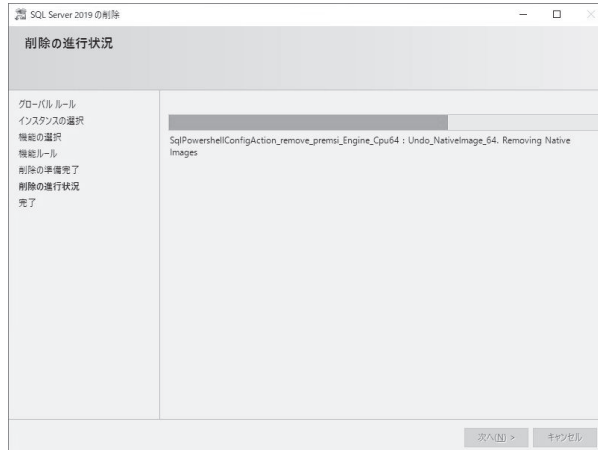 SQL Server 2019 の削除
削除の進行状況
グローバル ルール
インスタンスの選択
機能の選択
機能ルール
削除の準備完了
削除の進行状況
完了
SqlPowershellConfigAction_remove_premsi_Engine_Cpu64 : Undo_NativeImage_64. Removing Native
Images
次へ(N) >
キャンセル